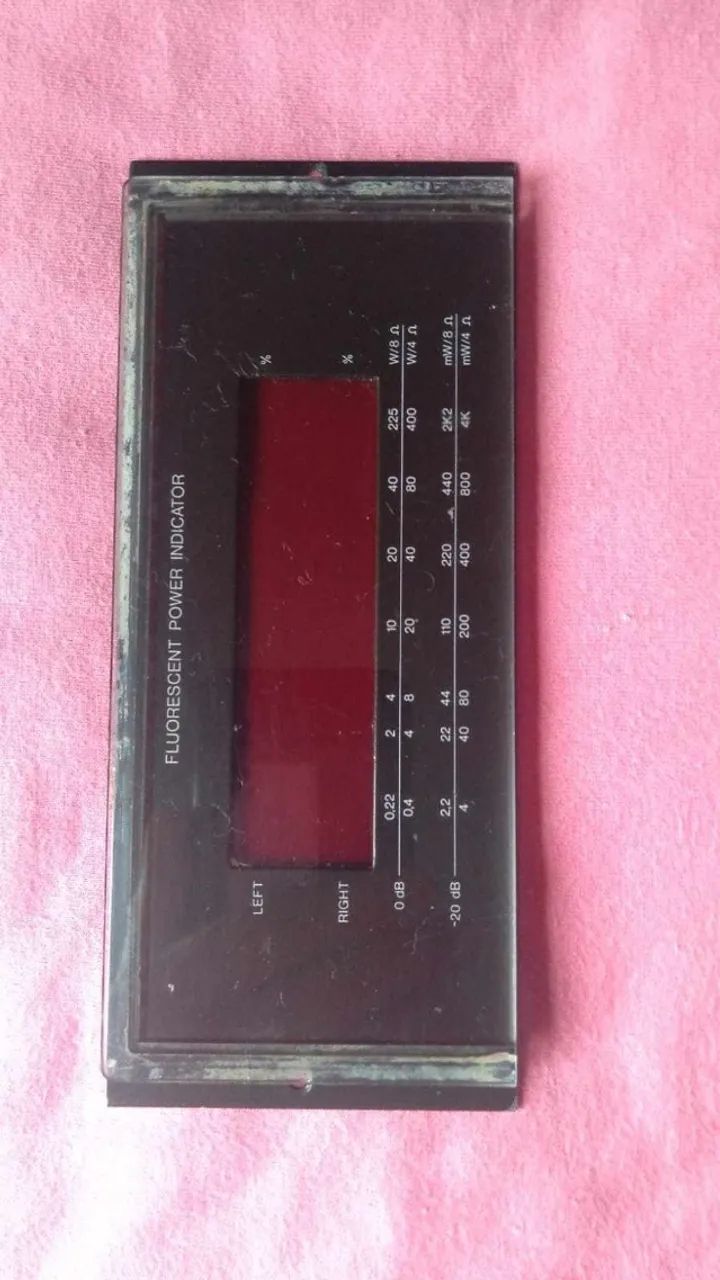 FLUORESCENT POWER INDICATOR
LEFT %
RIGHT %
0 dB 0,22 2 4 10 20 40 225 W/8 Ω
0,4 4 8 20 40 80 400 W/4 Ω
-20 dB 2,2 22 44 110 220 440 2K2 mW/8 Ω
4 40 80 200 400 800 4K mW/4 Ω